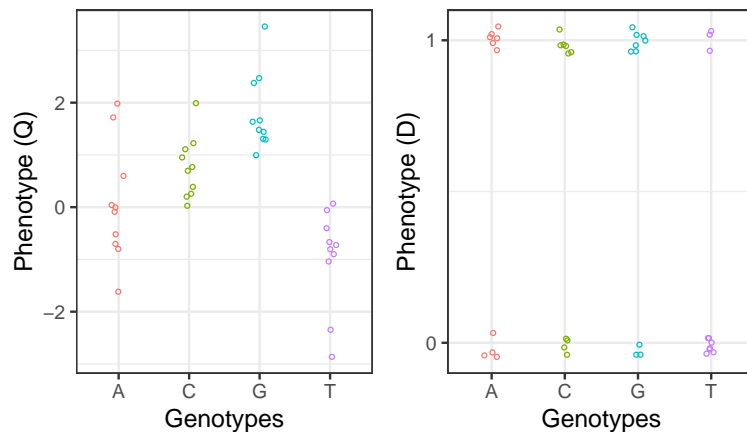 Phenotype (Q)
2
0
−2
A C G T
Genotypes
Phenotype (D)
1
0
A C G T
Genotypes